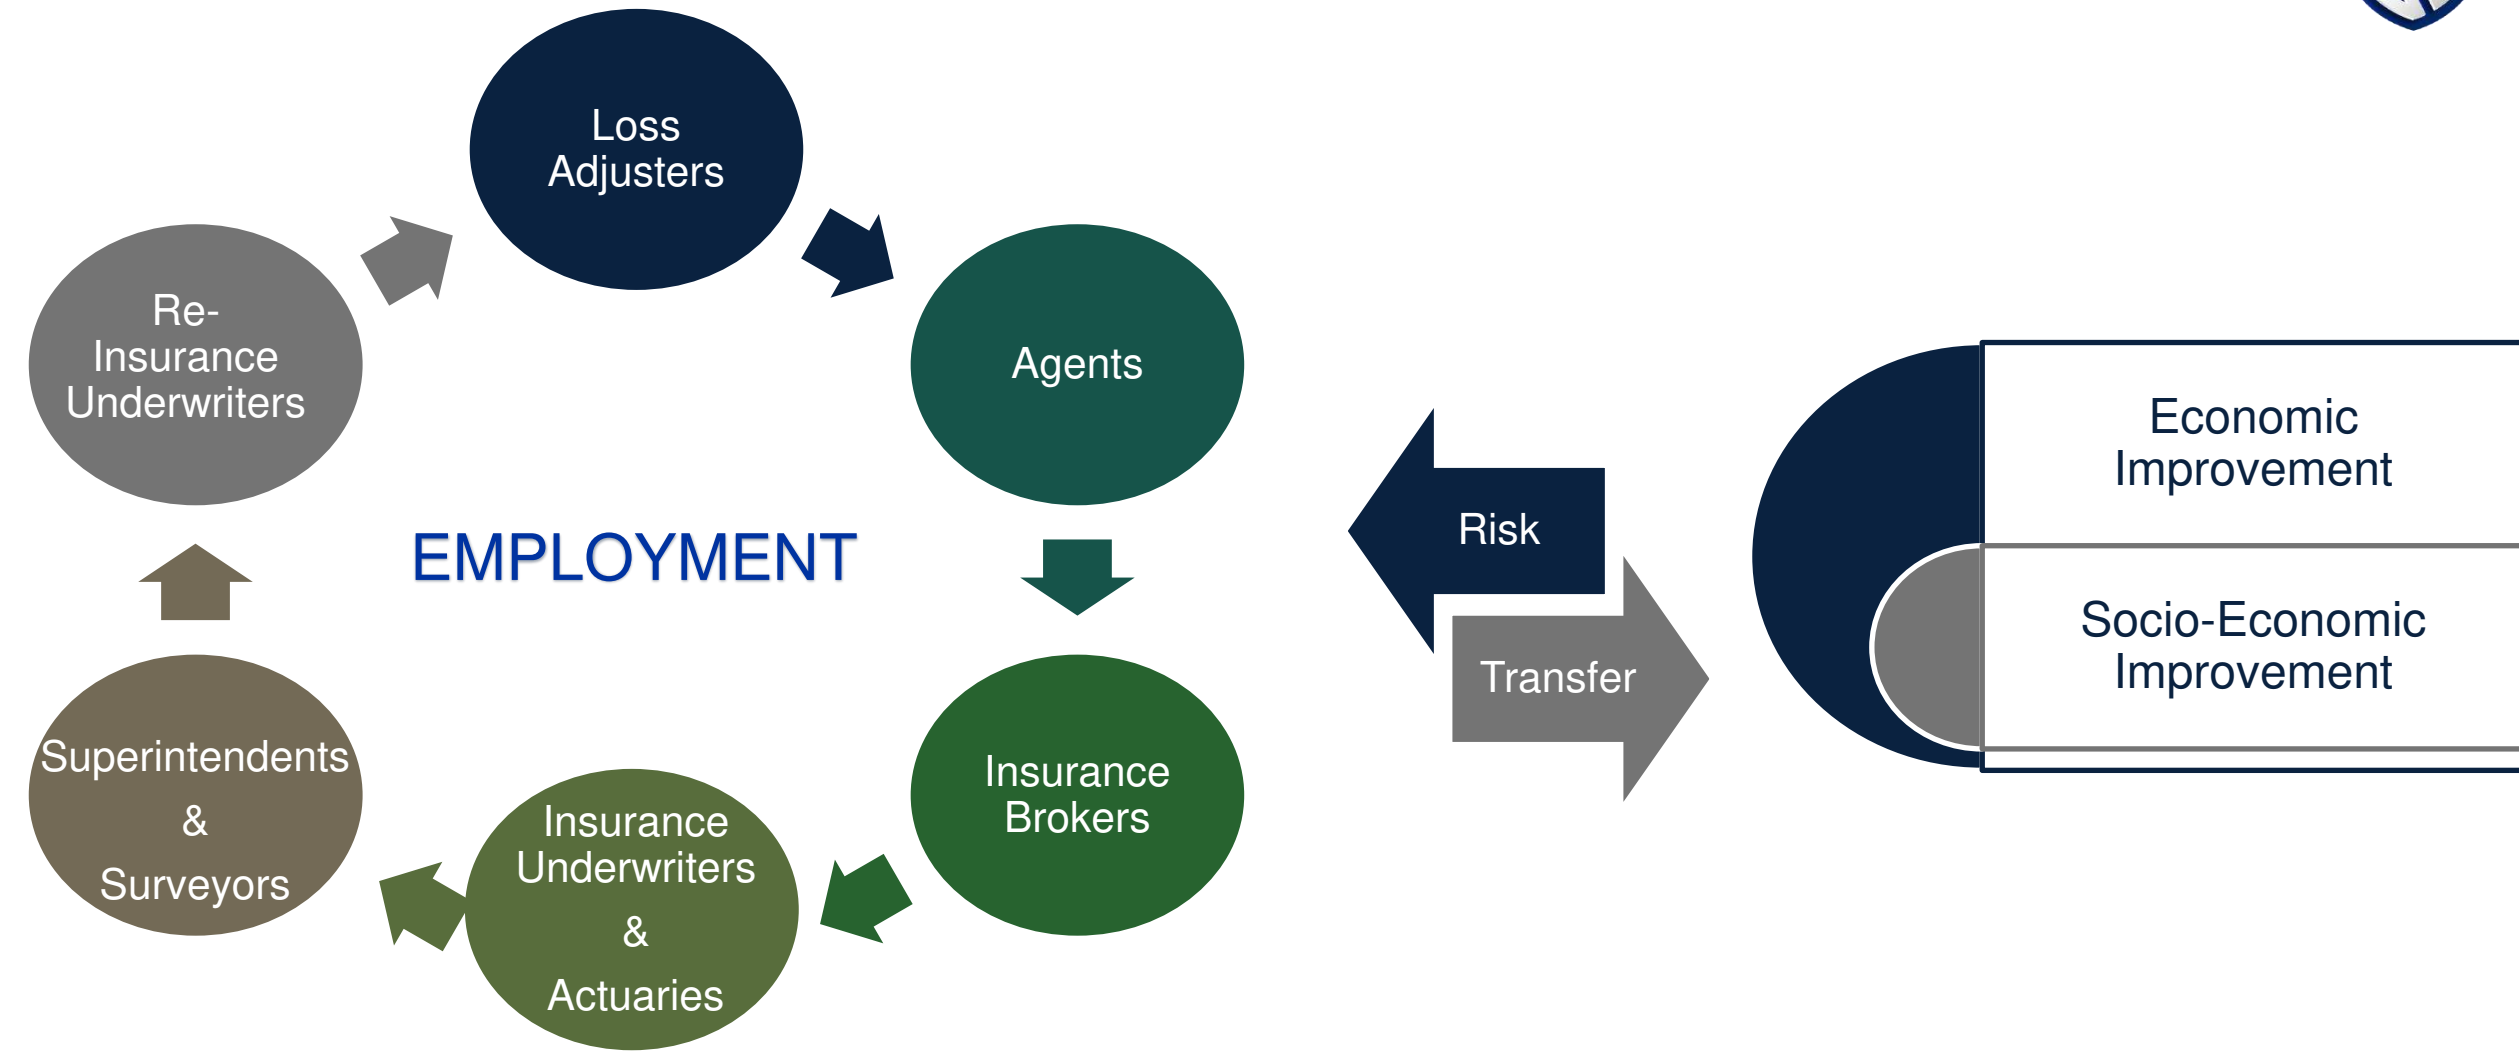 Loss
Adjusters
Re-
Insurance
Underwriters
Agents
EMPLOYMENT
Superintendents
&
Surveyors
Insurance
Underwriters
&
Actuaries
Insurance
Brokers
Risk
Transfer
Economic
Improvement
Socio-Economic
Improvement